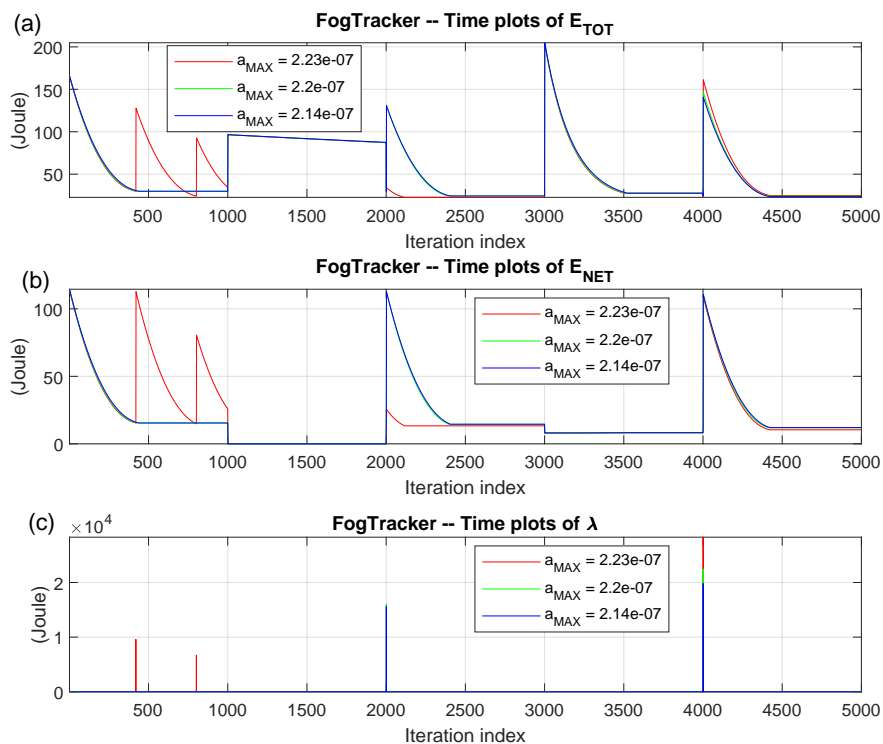 (a)
FogTracker -- Time plots of E_TOT
(Joule)
200
150
100
50
a_MAX = 2.23e-07
a_MAX = 2.2e-07
a_MAX = 2.14e-07
500 1000 1500 2000 2500 3000 3500 4000 4500 5000
Iteration index
(b)
FogTracker -- Time plots of E_NET
(Joule)
100
50
0
a_MAX = 2.23e-07
a_MAX = 2.2e-07
a_MAX = 2.14e-07
500 1000 1500 2000 2500 3000 3500 4000 4500 5000
Iteration index
(c)
×10^4
FogTracker -- Time plots of λ
(Joule)
2
1
0
a_MAX = 2.23e-07
a_MAX = 2.2e-07
a_MAX = 2.14e-07
500 1000 1500 2000 2500 3000 3500 4000 4500 5000
Iteration index